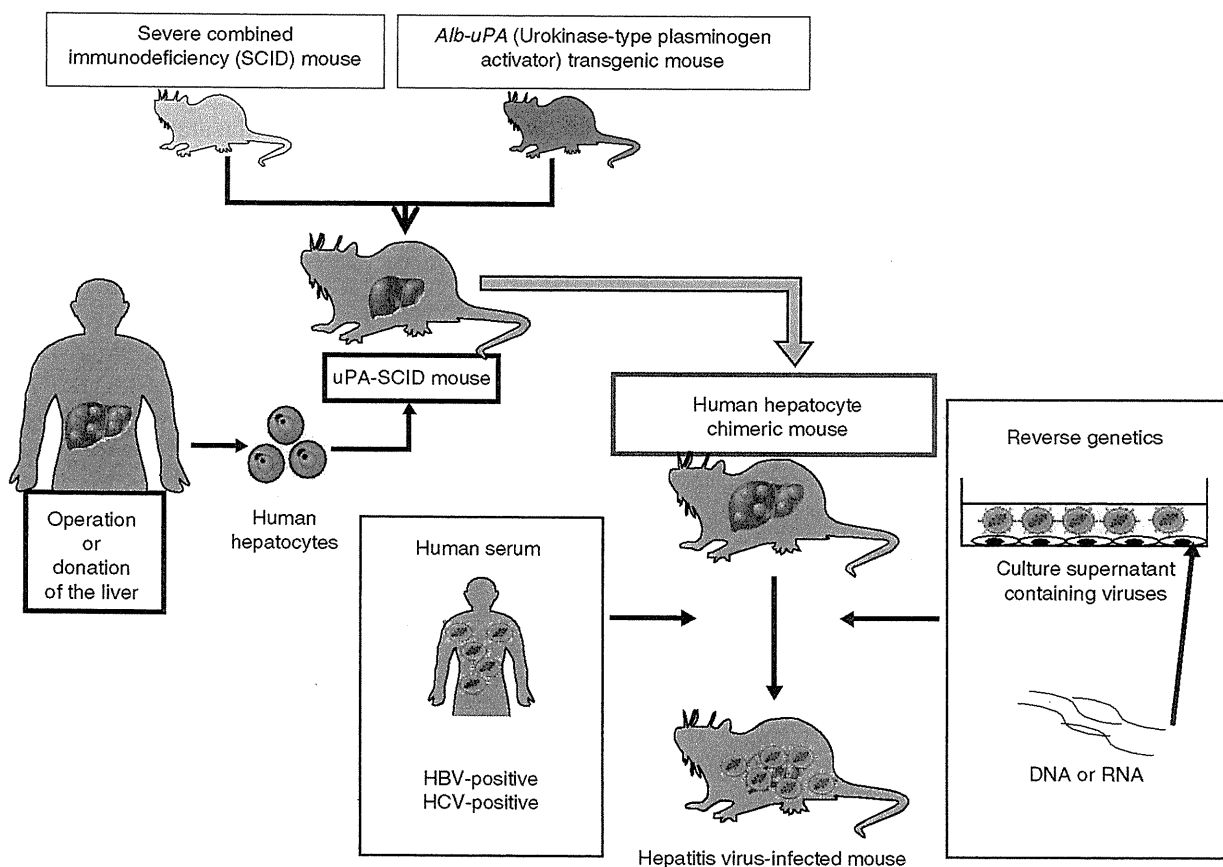 Severe combined
immunodeficiency (SCID) mouse
Alb-uPA (Urokinase-type plasminogen
activator) transgenic mouse
uPA-SCID mouse
Operation
or
donation
of the liver
Human
hepatocytes
Human hepatocyte
chimeric mouse
Human serum
HBV-positive
HCV-positive
Reverse genetics
Culture supernatant
containing viruses
DNA or RNA
Hepatitis virus-infected mouse